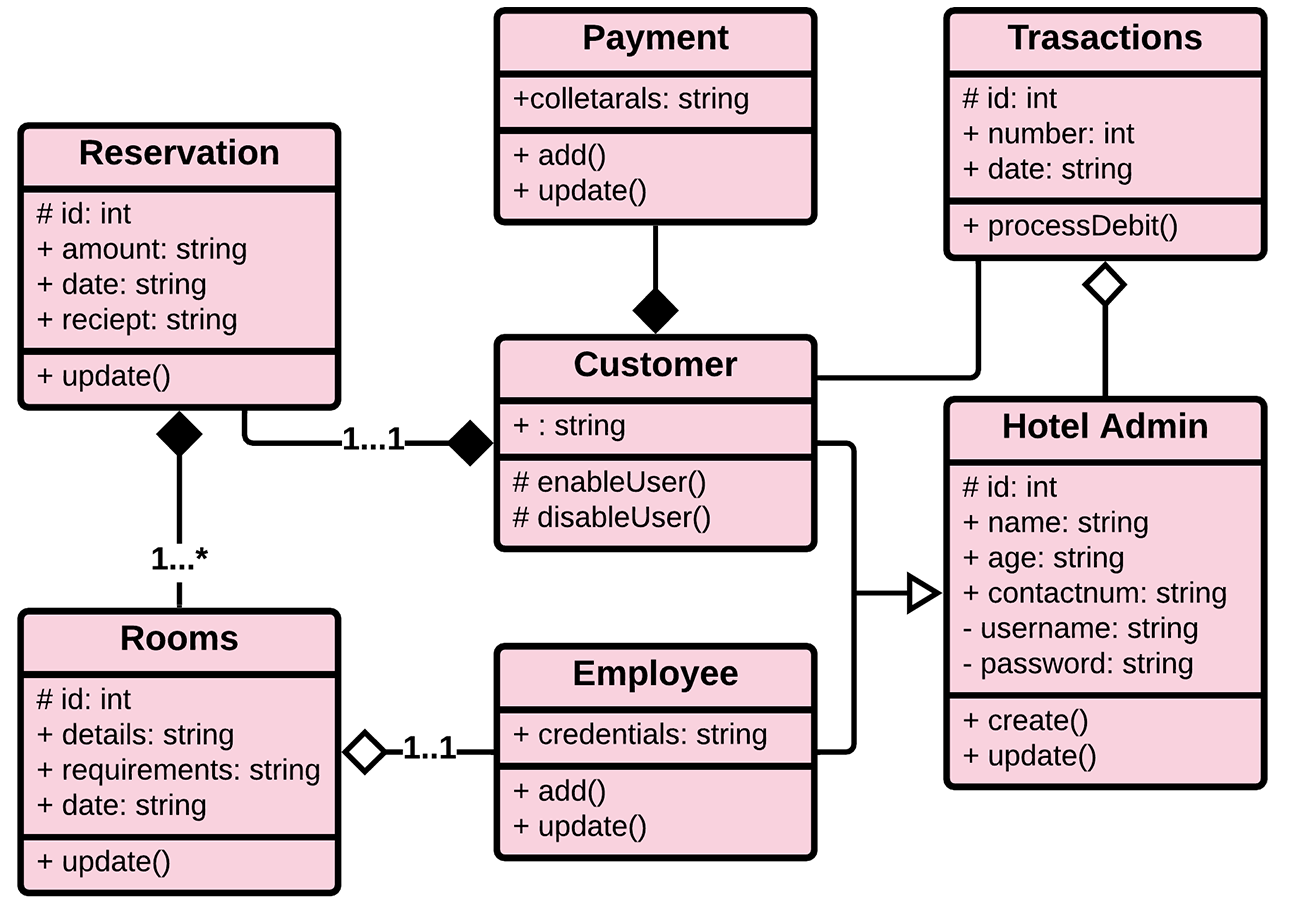 Payment
+colletarals: string
+ add()
+ update()
Trasactions
# id: int
+ number: int
+ date: string
+ processDebit()
Reservation
# id: int
+ amount: string
+ date: string
+ reciept: string
+ update()
Customer
+ : string
# enableUser()
# disableUser()
1...1
Hotel Admin
# id: int
+ name: string
+ age: string
+ contactnum: string
- username: string
- password: string
+ create()
+ update()
1...*
Rooms
# id: int
+ details: string
+ requirements: string
+ date: string
+ update()
1..1
Employee
+ credentials: string
+ add()
+ update()